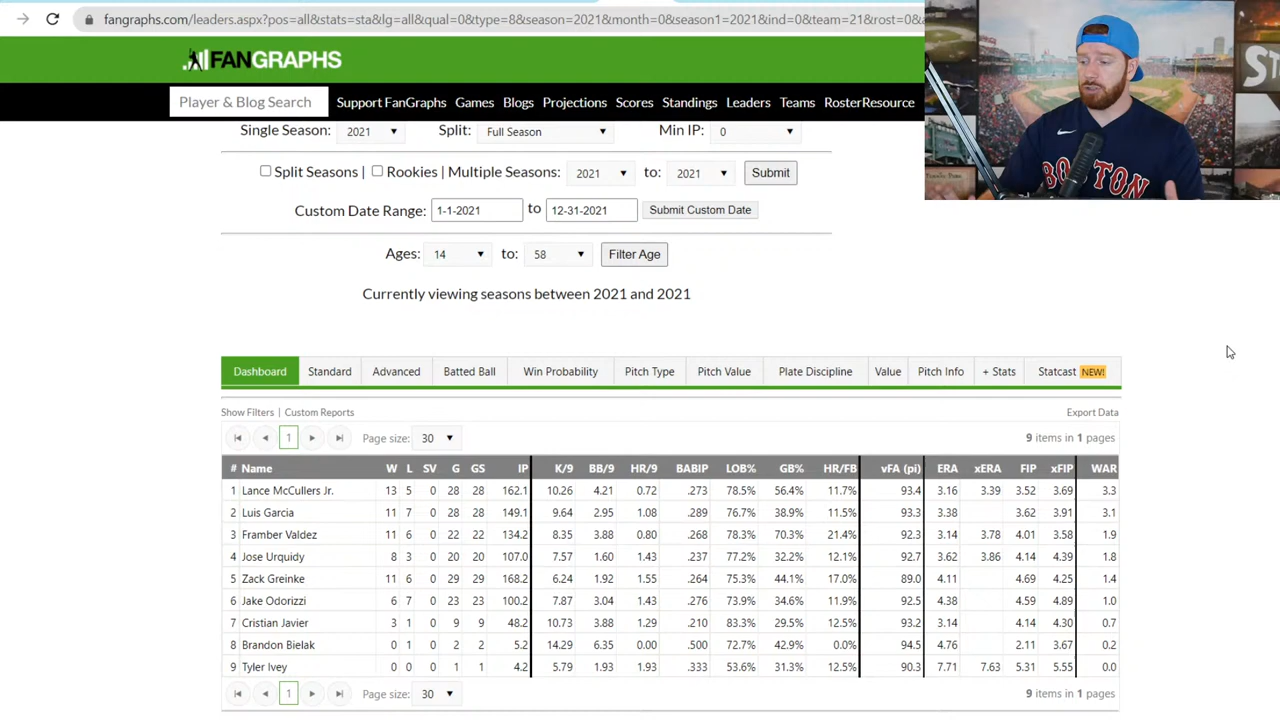 fangraphs.com/leaders.aspx?pos=all&stats=sta&lg=all&qual=0&type=8&season=2021&month=0&season1=2021&ind=0&team=21&rost=0&
FANGRAPHS
Player & Blog Search Support FanGraphs Games Blogs Projections Scores Standings Leaders Teams RosterResource
Single Season: 2021 Split: Full Season Min IP: 0
Split Seasons | Rookies | Multiple Seasons: 2021 to: 2021 Submit
Custom Date Range: 1-1-2021 to 12-31-2021 Submit Custom Date
Ages: 14 to: 58 Filter Age
Currently viewing seasons between 2021 and 2021
BOSTON
Dashboard Standard Advanced Batted Ball Win Probability Pitch Type Pitch Value Plate Discipline Value Pitch Info + Stats Statcast NEW!
Show Filters | Custom Reports Export Data
1 Page size: 30 9 items in 1 pages
# Name W L SV G GS IP K/9 BB/9 HR/9 BABIP LOB% GB% HR/FB vFA (pi) ERA xERA FIP xFIP WAR
1 Lance McCullers Jr. 13 5 0 28 28 162.1 10.26 4.21 0.72 .273 78.5% 56.4% 11.7% 93.4 3.16 3.39 3.52 3.69 3.3
2 Luis Garcia 11 7 0 28 28 149.1 9.64 2.95 1.08 .289 76.7% 38.9% 11.5% 93.3 3.38 3.62 3.91 3.1
3 Framber Valdez 11 6 0 22 22 134.2 8.35 3.88 0.80 .268 78.3% 70.3% 21.4% 92.3 3.14 3.78 4.01 3.58 1.9
4 Jose Urquidy 8 3 0 20 20 107.0 7.57 1.60 1.43 .237 77.2% 32.2% 12.1% 92.7 3.62 3.86 4.14 4.39 1.8
5 Zack Greinke 11 6 0 29 29 168.2 6.24 1.92 1.55 .264 75.3% 44.1% 17.0% 89.0 4.11 4.69 4.25 1.4
6 Jake Odorizzi 6 7 0 23 23 100.2 7.87 3.04 1.43 .276 73.9% 34.6% 11.9% 92.5 4.38 4.59 4.89 1.0
7 Cristian Javier 3 1 0 9 9 48.2 10.73 3.88 1.29 .210 83.3% 29.5% 12.5% 93.2 3.14 4.14 4.30 0.7
8 Brandon Bielak 0 1 0 2 2 5.2 14.29 6.35 0.00 .500 72.7% 42.9% 0.0% 94.5 4.76 2.11 3.67 0.2
9 Tyler Ivey 0 0 0 1 1 4.2 5.79 1.93 1.93 .333 53.6% 31.3% 12.5% 90.3 7.71 7.63 5.31 5.55 0.0
1 Page size: 30 9 items in 1 pages